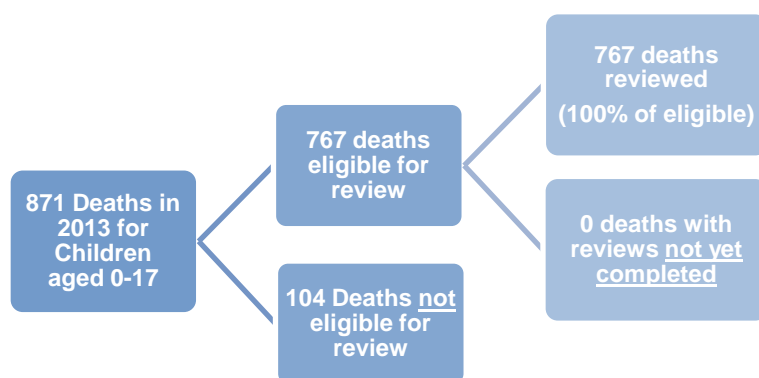 871 Deaths in
2013 for
Children
aged 0-17
767 deaths
eligible for
review
104 Deaths not
eligible for
review
767 deaths
reviewed
(100% of eligible)
0 deaths with
reviews not yet
completed